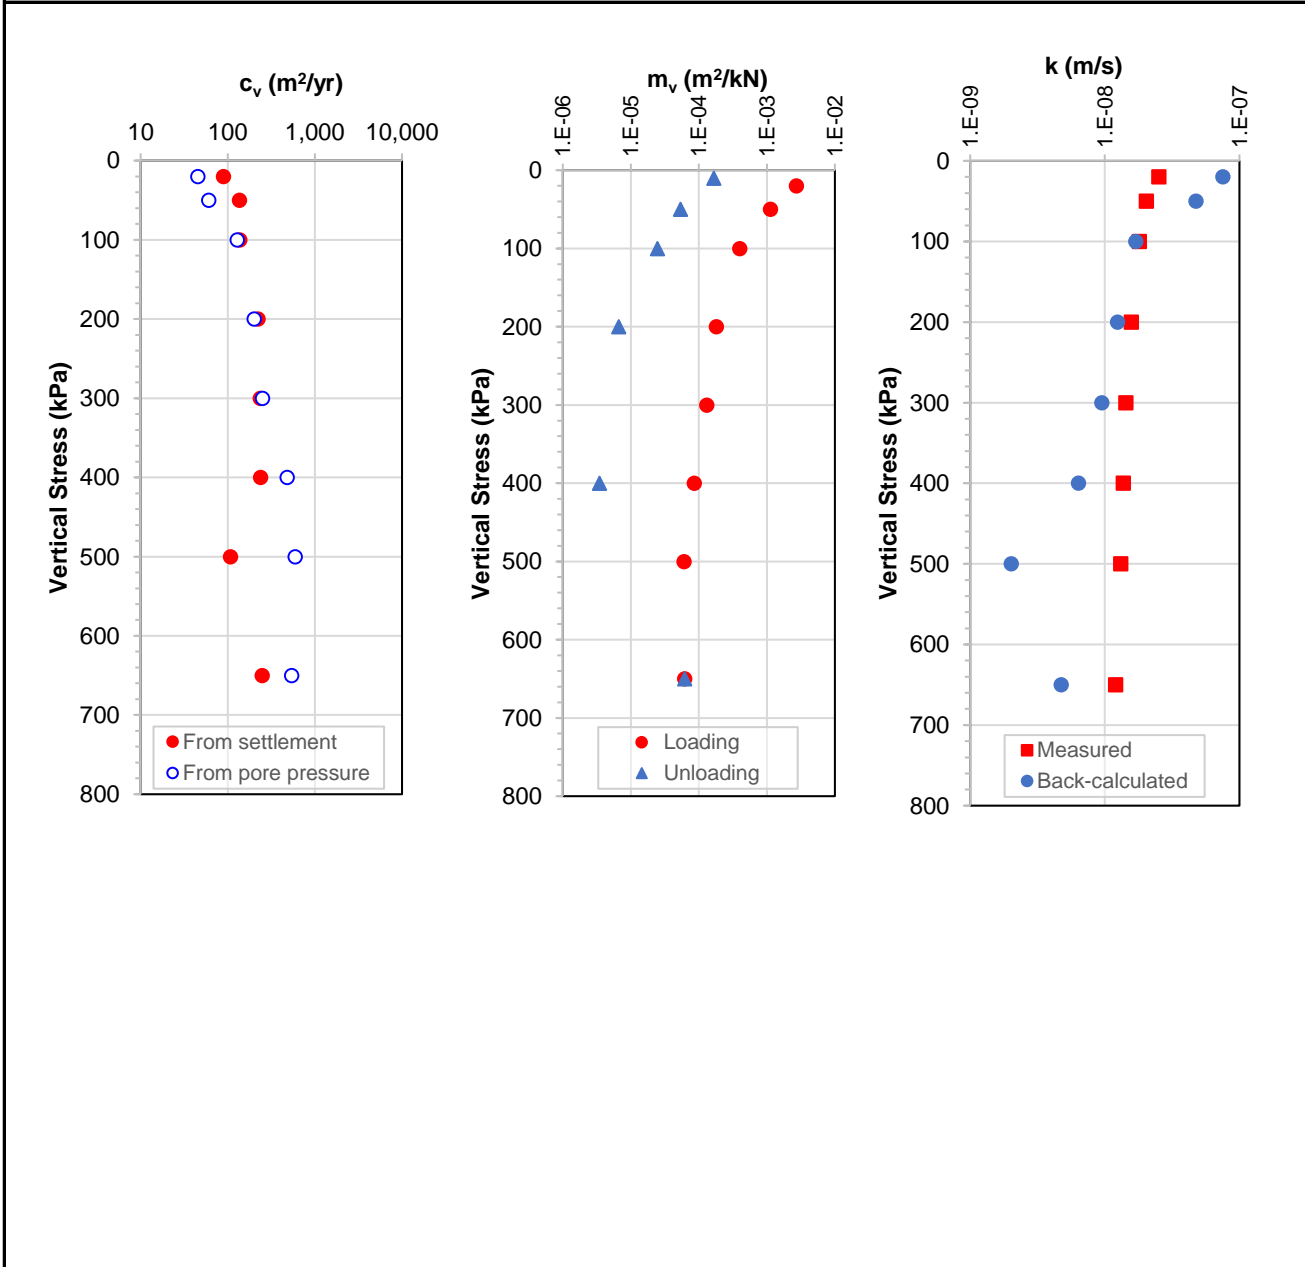 c_v (m²/yr)
10 100 1,000 10,000
0
100
200
300
400
500
600
700
800
Vertical Stress (kPa)
From settlement
From pore pressure
m_v (m²/kN)
1.E-06 1.E-05 1.E-04 1.E-03 1.E-02
0
100
200
300
400
500
600
700
800
Vertical Stress (kPa)
Loading
Unloading
k (m/s)
1.E-09 1.E-08 1.E-07
0
100
200
300
400
500
600
700
800
Vertical Stress (kPa)
Measured
Back-calculated